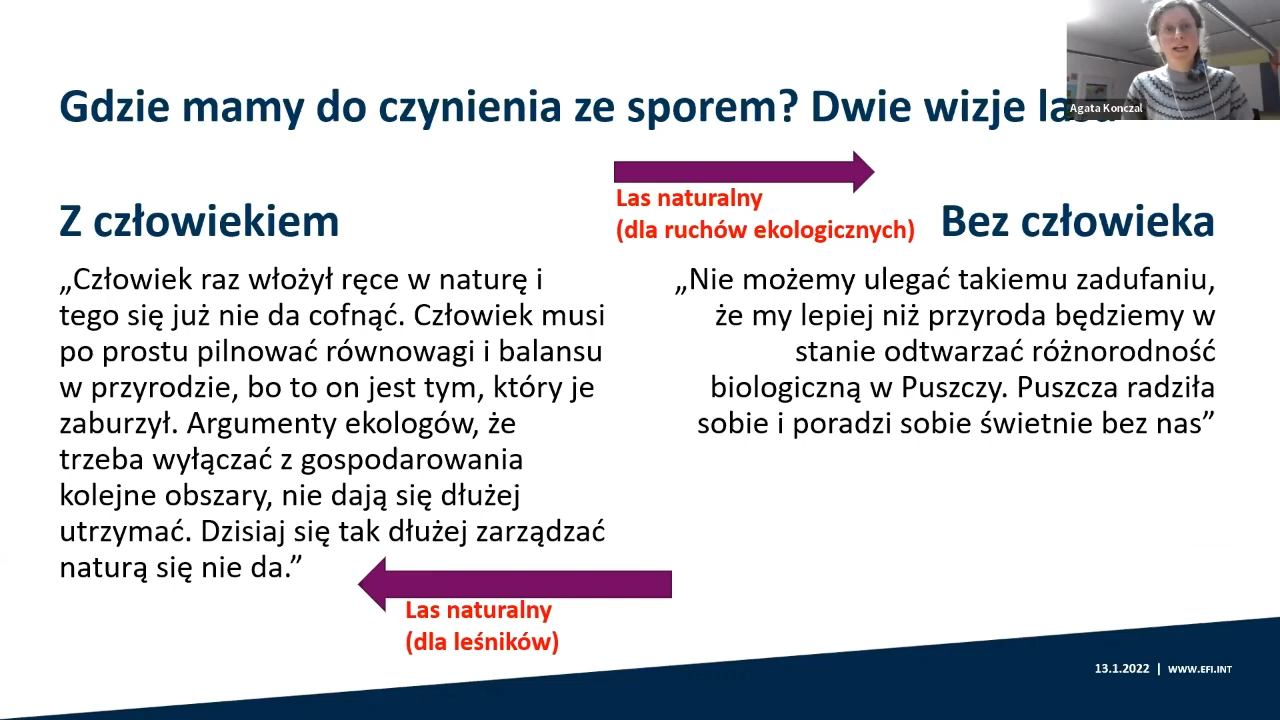 Gdzie mamy do czynienia ze sporem? Dwie wizje
Agata Konczal
Z człowiekiem
Las naturalny
(dla ruchów ekologicznych)
Bez człowieka
„Człowiek raz włożył ręce w naturę i
tego się już nie da cofnąć. Człowiek musi
po prostu pilnować równowagi i balansu
w przyrodzie, bo to on jest tym, który je
zaburzył. Argumenty ekologów, że
trzeba wyłączać z gospodarowania
kolejne obszary, nie dają się dłużej
utrzymać. Dzisiaj się tak dłużej zarządzać
naturą się nie da.”
„Nie możemy ulegać takiemu zadufaniu,
że my lepiej niż przyroda będziemy w
stanie odtwarzać różnorodność
biologiczną w Puszczy. Puszcza radziła
sobie i poradzi sobie świetnie bez nas”
Las naturalny
(dla leśników)
13.1.2022 | WWW.EFI.INT